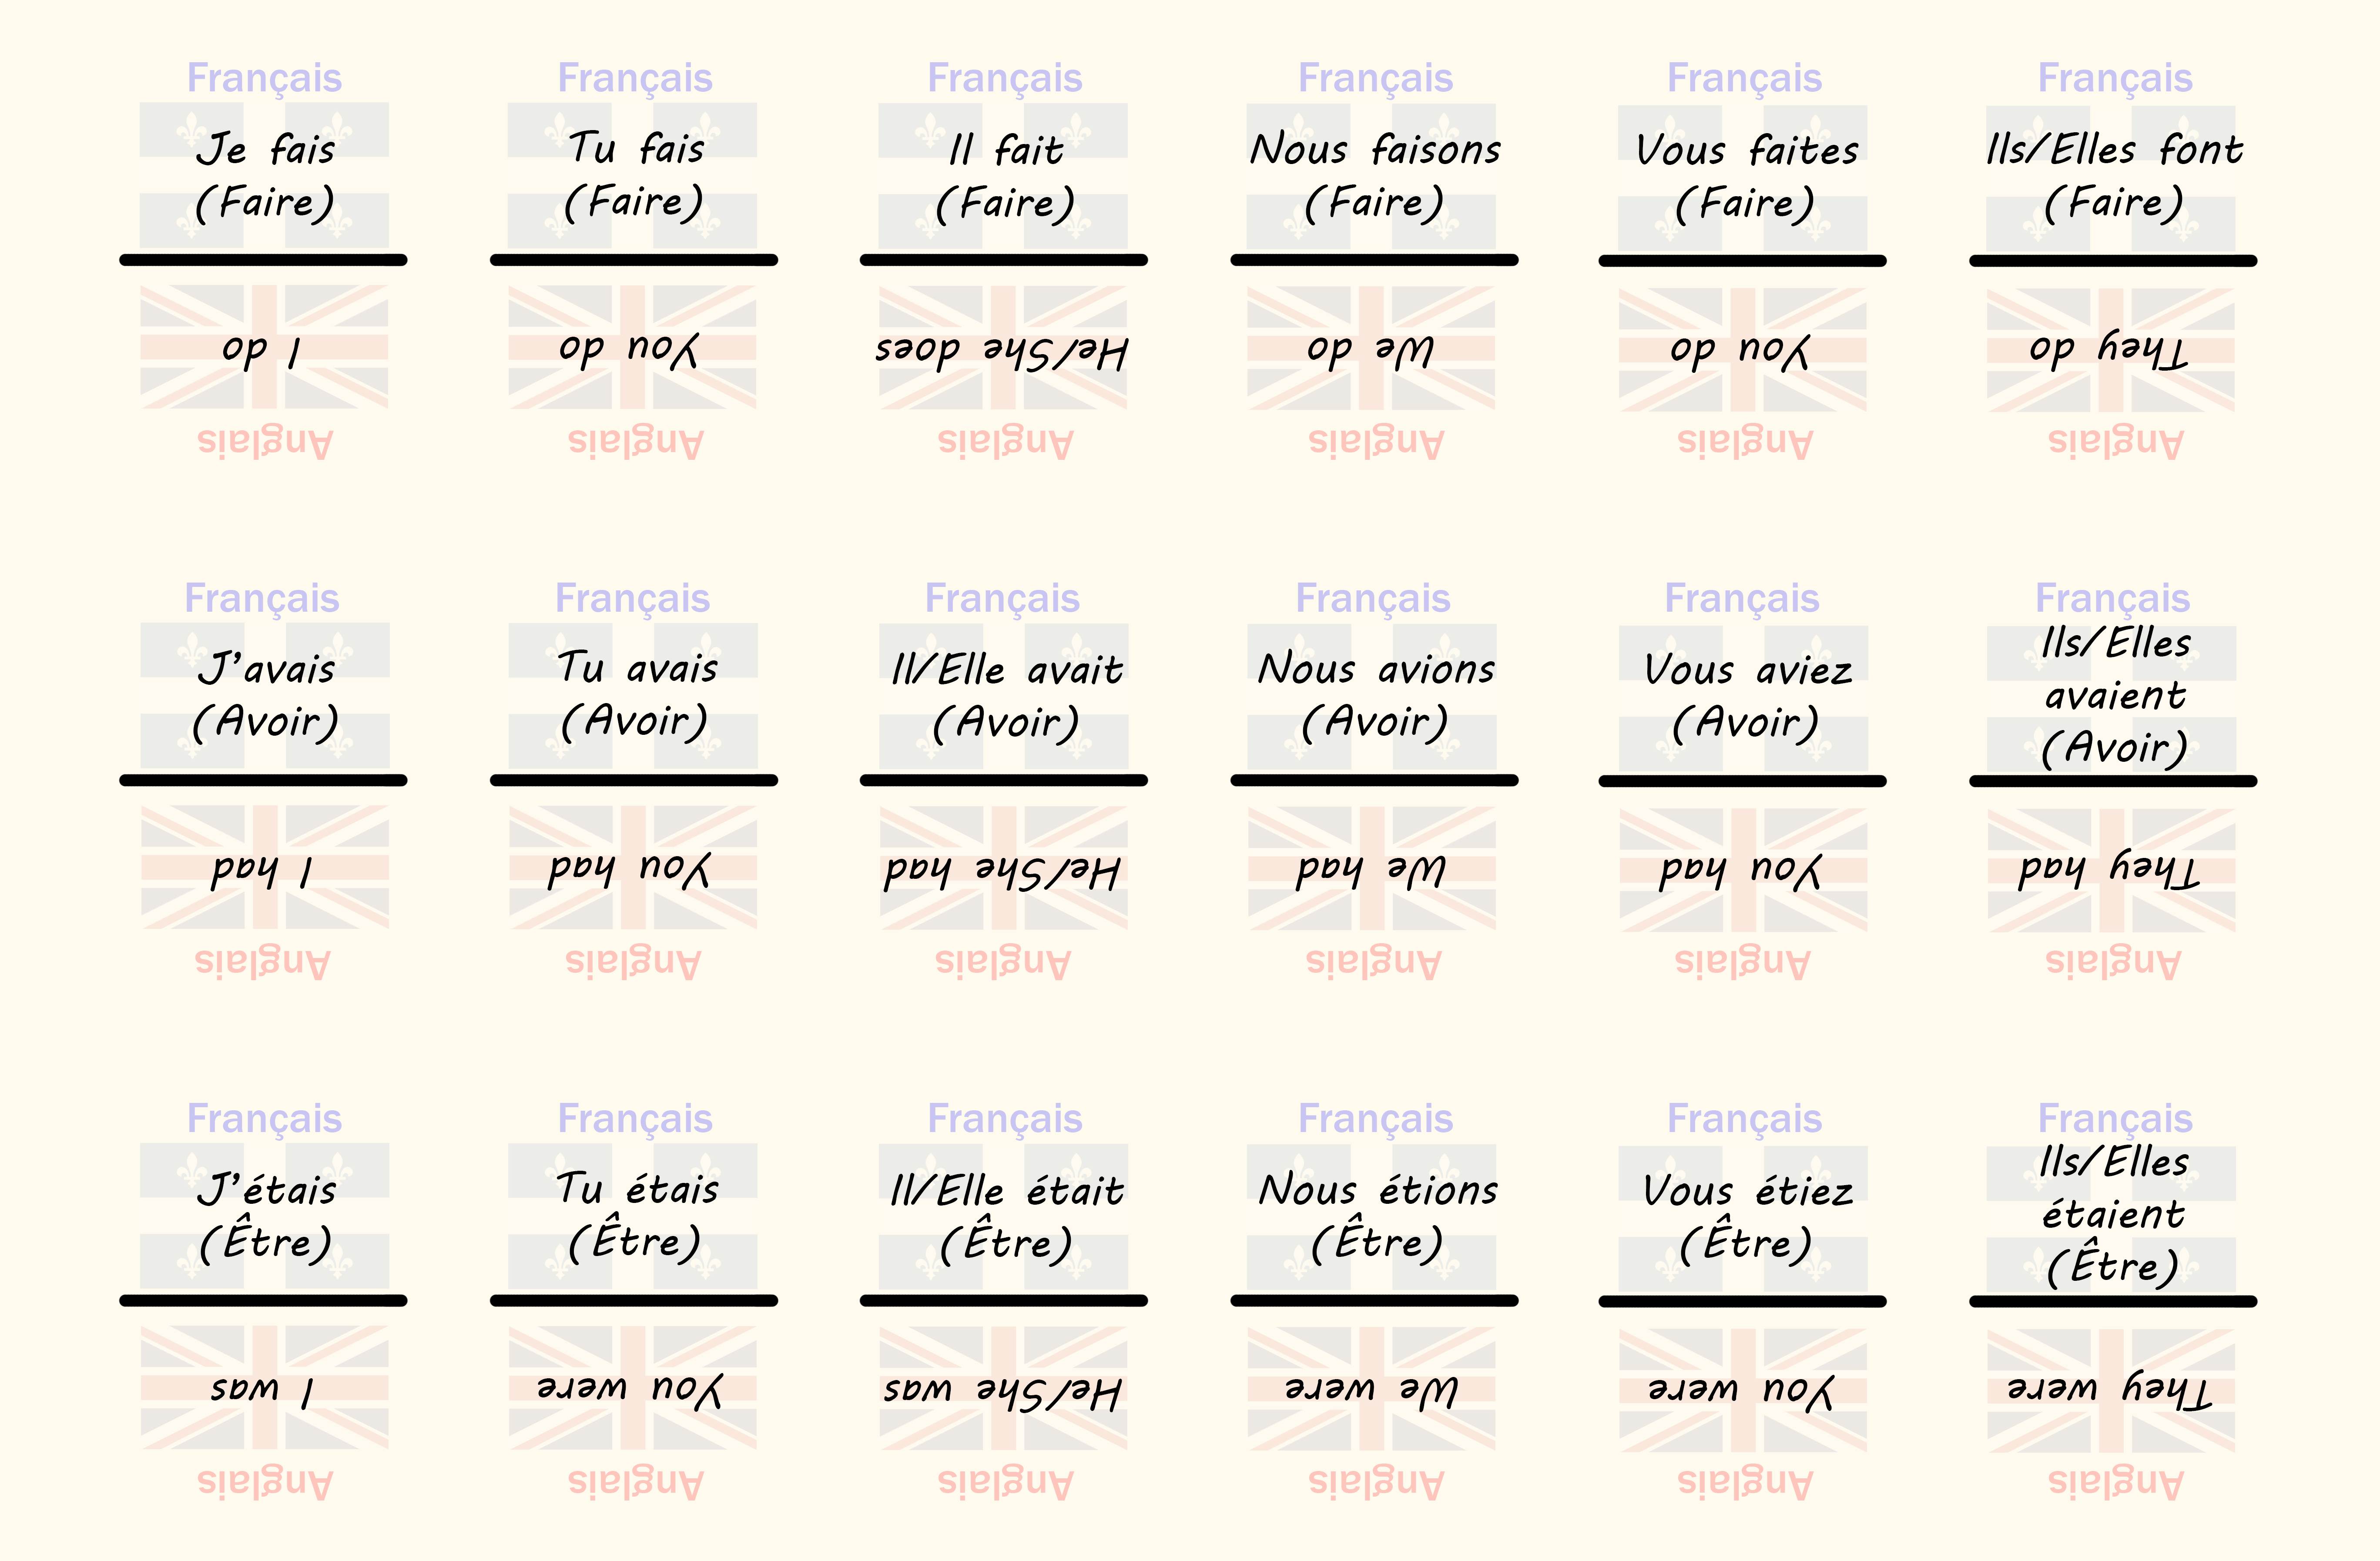 Français
Je fais
(Faire)
I do
Anglais
Français
Tu fais
(Faire)
You do
Anglais
Français
Il fait
(Faire)
He/She does
Anglais
Français
Nous faisons
(Faire)
We do
Anglais
Français
Vous faites
(Faire)
You do
Anglais
Français
Ils/Elles font
(Faire)
They do
Anglais
Français
J'avais
(Avoir)
I had
Anglais
Français
Tu avais
(Avoir)
You had
Anglais
Français
Il/Elle avait
(Avoir)
He/She had
Anglais
Français
Nous avions
(Avoir)
We had
Anglais
Français
Vous aviez
(Avoir)
You had
Anglais
Français
Ils/Elles
avaient
(Avoir)
They had
Anglais
Français
J'étais
(Être)
I was
Anglais
Français
Tu étais
(Être)
You were
Anglais
Français
Il/Elle était
(Être)
He/She was
Anglais
Français
Nous étions
(Être)
We were
Anglais
Français
Vous étiez
(Être)
You were
Anglais
Français
Ils/Elles
étaient
(Être)
They were
Anglais